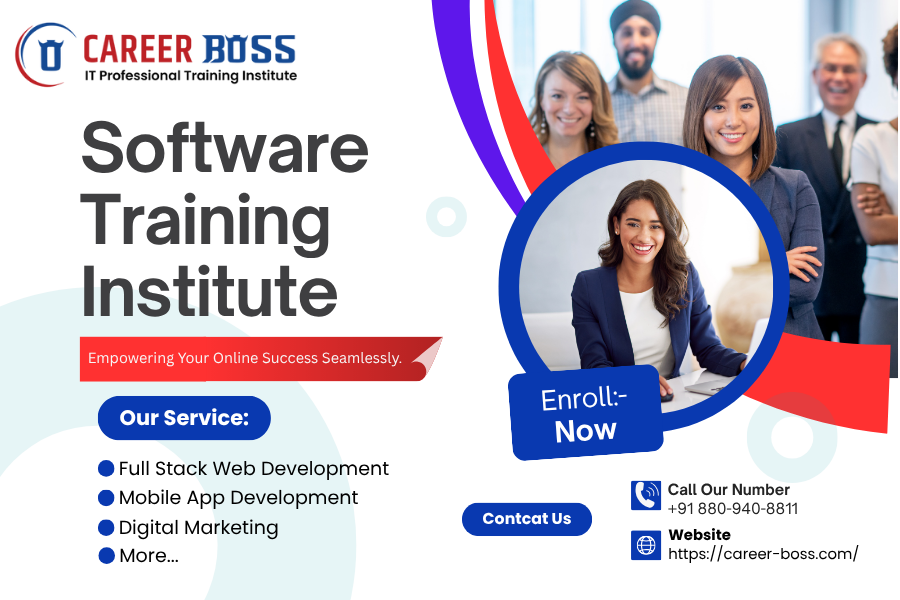 CAREER BOSS
IT Professional Training Institute
Software
Training
Institute
Empowering Your Online Success Seamlessly.
Our Service:
Full Stack Web Development
Mobile App Development
Digital Marketing
More...
Enroll:-
Now
Contcat Us
Call Our Number
+91 880-940-8811
Website
https://career-boss.com/